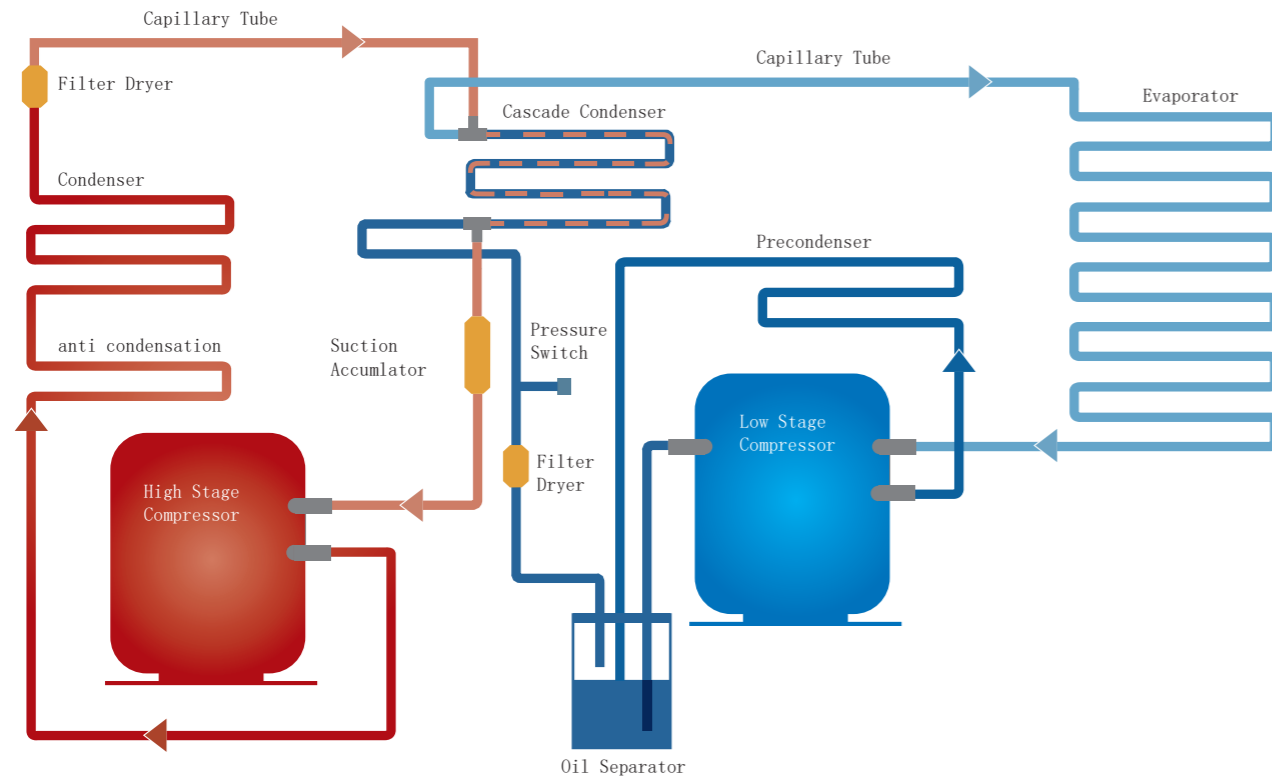 Capillary Tube
Filter Dryer
Capillary Tube
Evaporator
Cascade Condenser
Condenser
Precondenser
anti condensation
Suction
Accumlator
Pressure
Switch
Low Stage
Compressor
Filter
Dryer
High Stage
Compressor
Oil Separator